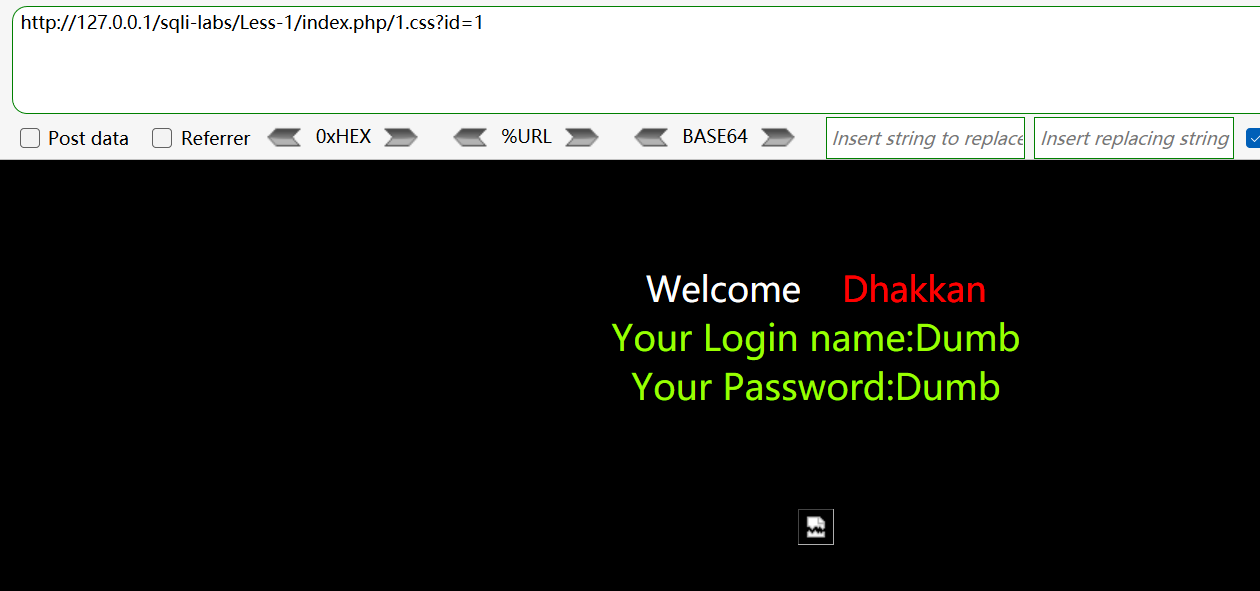 http://127.0.0.1/sqli-labs/Less-1/index.php/1.css?id=1
Post data Referrer 0xHEX %URL BASE64 Insert string to replace Insert replacing string
Welcome Dhakkan
Your Login name:Dumb
Your Password:Dumb